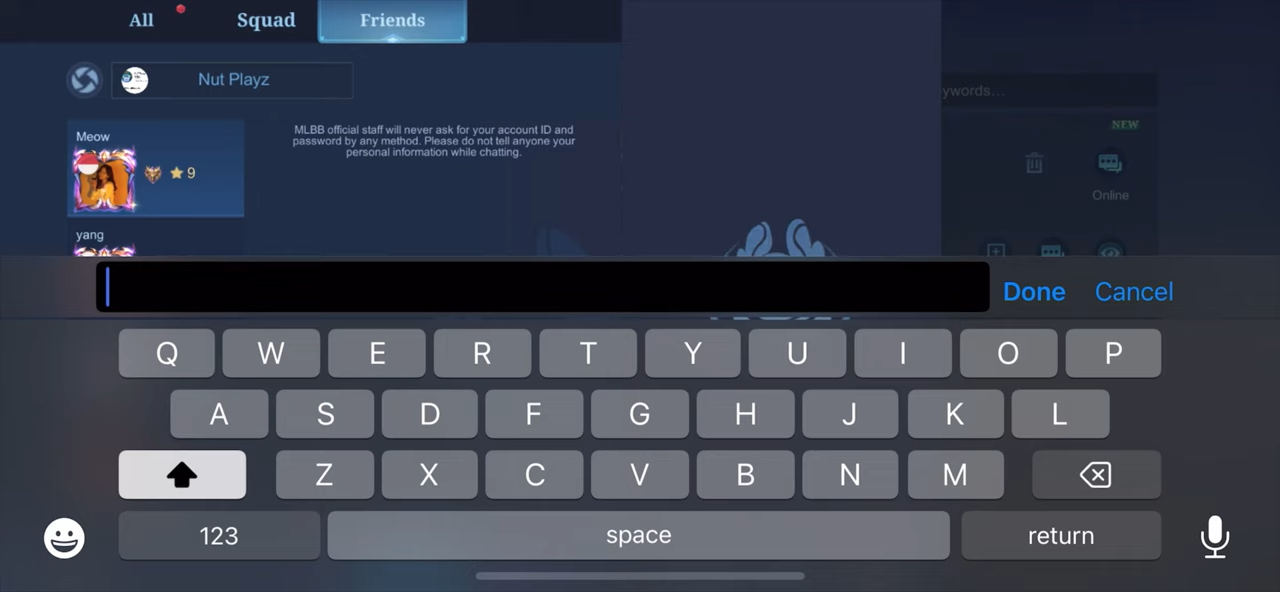 All
Squad
Friends
Nut Playz
ywords...
Meow
MLBB official staff will never ask for your account ID and
password by any method. Please do not tell anyone your
personal information while chatting.
NEW
9
Online
yang
Done
Cancel
Q W E R T Y U I O P
A S D F G H J K L
Z X C V B N M
123
space
return